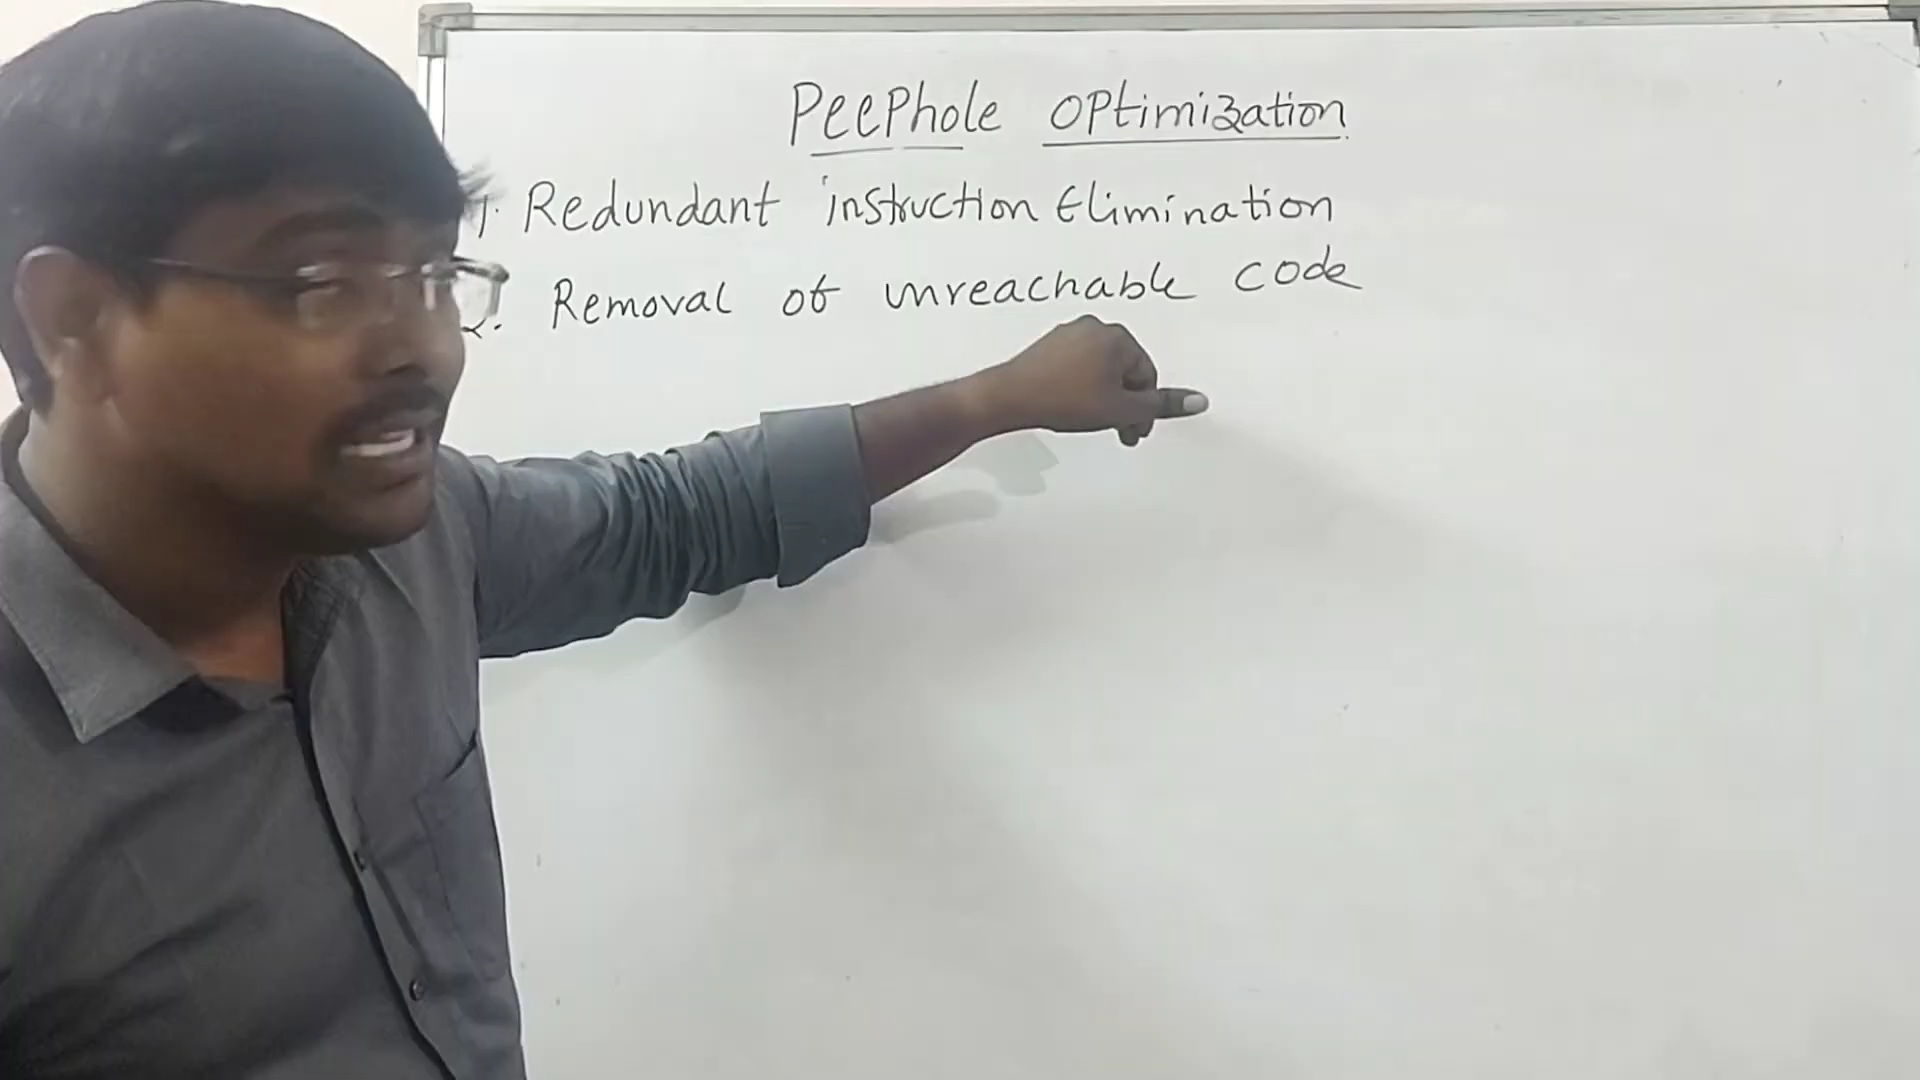 Peephole optimization
1. Redundant instruction Elimination
2. Removal of unreachable code